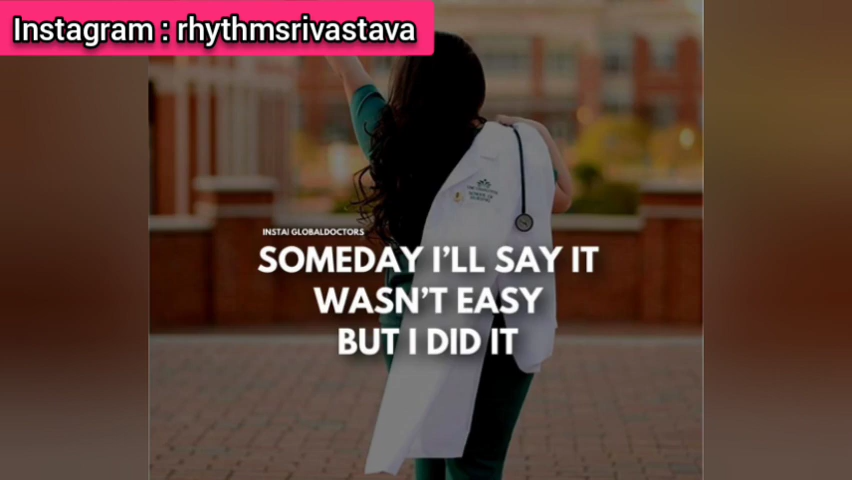 Instagram : rhythmsrivastava
INSTA| GLOBALDOCTORS
SOMEDAY I'LL SAY IT
WASN'T EASY
BUT I DID IT